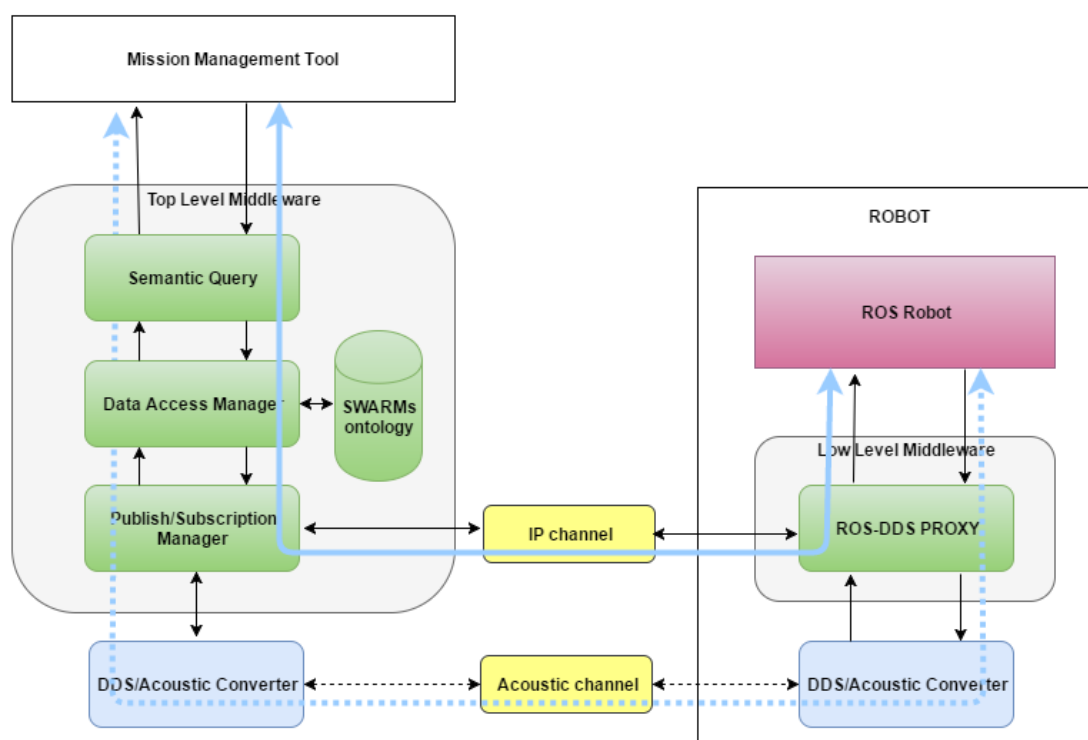 Mission Management Tool
Top Level Middleware
Semantic Query
Data Access Manager
SWARMs
ontology
Publish/Subscription
Manager
DDS/Acoustic Converter
IP channel
Acoustic channel
ROBOT
ROS Robot
Low Level Middleware
ROS-DDS PROXY
DDS/Acoustic Converter